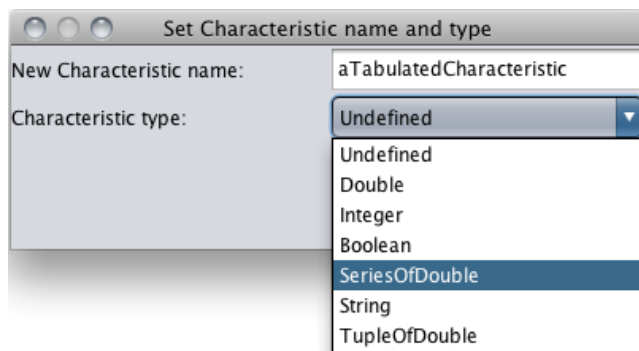 Set Characteristic name and type
New Characteristic name: aTabulatedCharacteristic
Characteristic type: Undefined
Undefined
Double
Integer
Boolean
SeriesOfDouble
String
TupleOfDouble